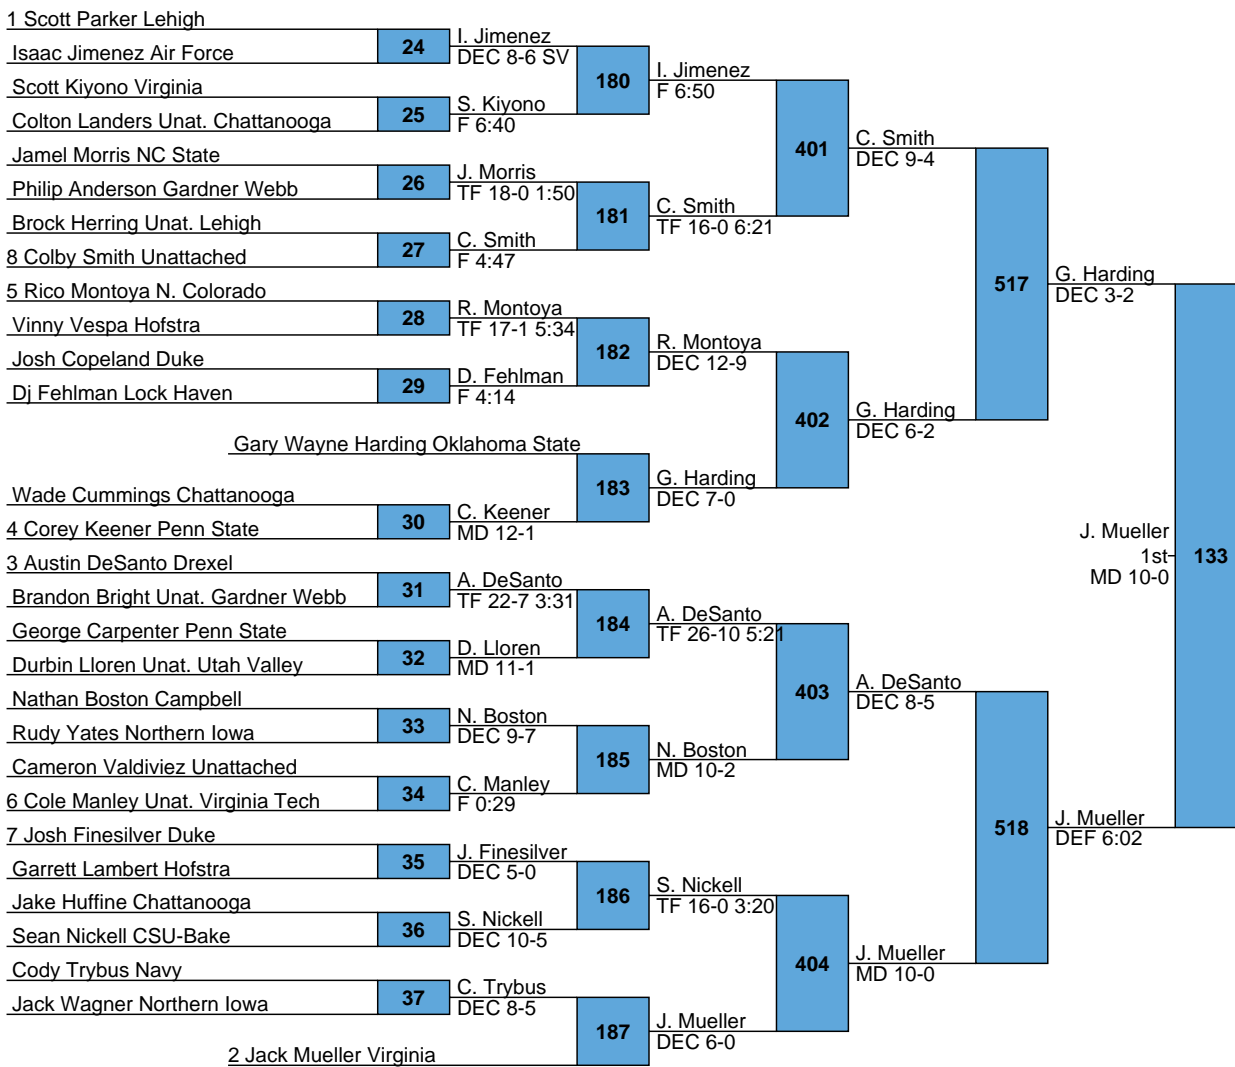 1 Scott Parker Lehigh
24
I. Jimenez
DEC 8-6 SV
Isaac Jimenez Air Force
180
I. Jimenez
F 6:50
Scott Kiyono Virginia
25
S. Kiyono
F 6:40
Colton Landers Unat. Chattanooga
401
C. Smith
DEC 9-4
Jamel Morris NC State
26
J. Morris
TF 18-0 1:50
Philip Anderson Gardner Webb
181
C. Smith
TF 16-0 6:21
Brock Herring Unat. Lehigh
27
C. Smith
F 4:47
8 Colby Smith Unattached
517
G. Harding
DEC 3-2
5 Rico Montoya N. Colorado
28
R. Montoya
TF 17-1 5:34
Vinny Vespa Hofstra
182
R. Montoya
DEC 12-9
Josh Copeland Duke
29
D. Fehlman
F 4:14
Dj Fehlman Lock Haven
402
G. Harding
DEC 6-2
Gary Wayne Harding Oklahoma State
183
G. Harding
DEC 7-0
Wade Cummings Chattanooga
30
C. Keener
MD 12-1
4 Corey Keener Penn State
J. Mueller
1st
MD 10-0
133
3 Austin DeSanto Drexel
31
A. DeSanto
TF 22-7 3:31
Brandon Bright Unat. Gardner Webb
184
A. DeSanto
TF 26-10 5:21
George Carpenter Penn State
32
D. Lloren
MD 11-1
Durbin Lloren Unat. Utah Valley
403
A. DeSanto
DEC 8-5
Nathan Boston Campbell
33
N. Boston
DEC 9-7
Rudy Yates Northern Iowa
185
N. Boston
MD 10-2
Cameron Valdiviez Unattached
34
C. Manley
F 0:29
6 Cole Manley Unat. Virginia Tech
518
J. Mueller
DEF 6:02
7 Josh Finesilver Duke
35
J. Finesilver
DEC 5-0
Garrett Lambert Hofstra
186
S. Nickell
TF 16-0 3:20
Jake Huffine Chattanooga
36
S. Nickell
DEC 10-5
Sean Nickell CSU-Bake
404
J. Mueller
MD 10-0
Cody Trybus Navy
37
C. Trybus
DEC 8-5
Jack Wagner Northern Iowa
187
J. Mueller
DEC 6-0
2 Jack Mueller Virginia